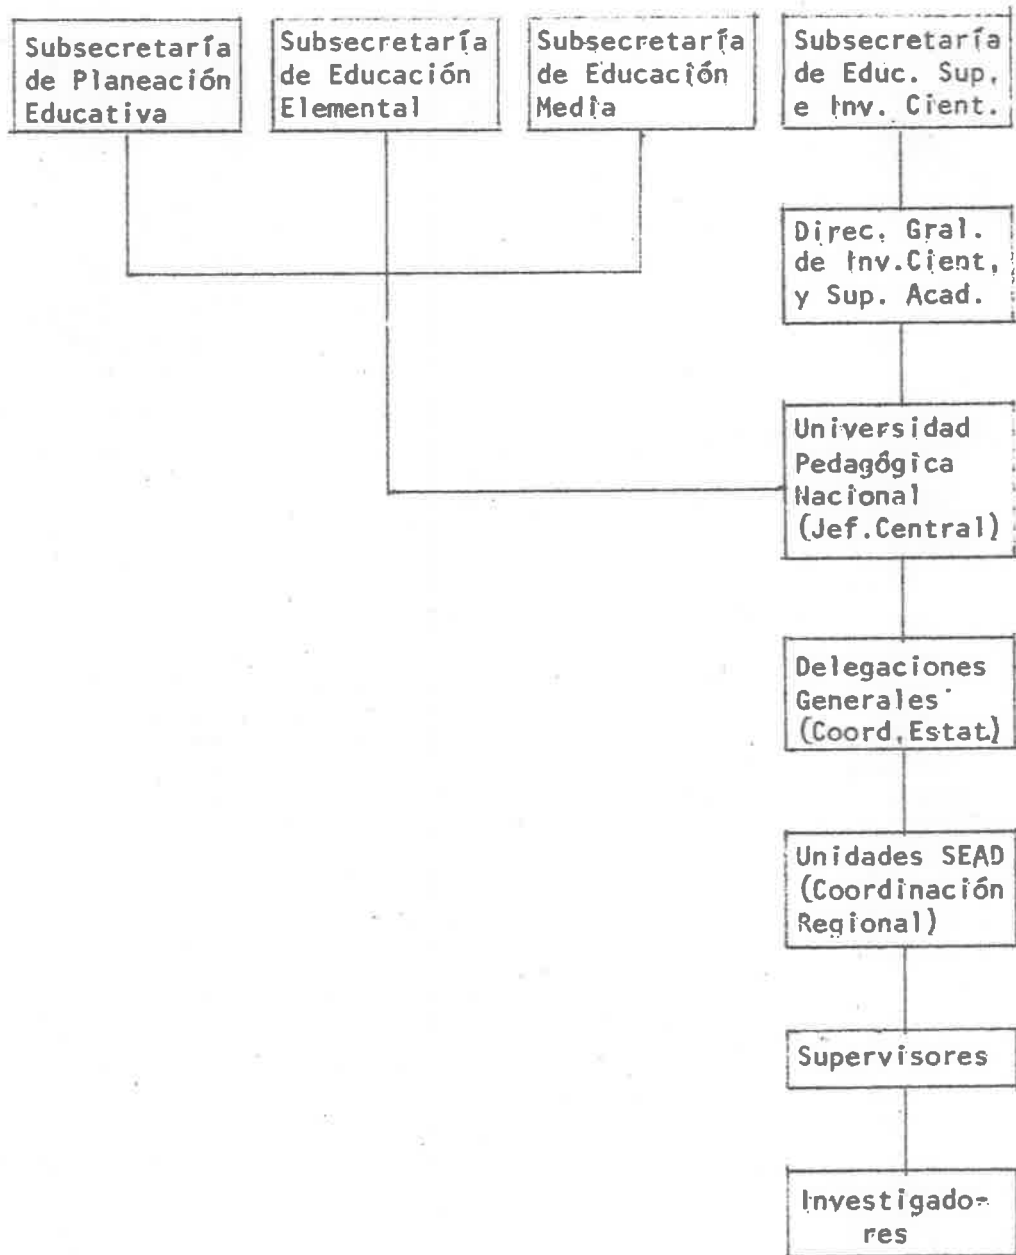 Subsecretaría
de Planeación
Educativa
Subsecretaría
de Educación
Elemental
Subsecretaría
de Educación
Media
Subsecretaría
de Educ. Sup.
e Inv. Cient.
Direc. Gral.
de Inv.Cient,
y Sup. Acad.
Universidad
Pedagógica
Nacional
(Jef.Central)
Delegaciones
Generales
(Coord.Estat.)
Unidades SEAD
(Coordinación
Regional)
Supervisores
Investigado-
res